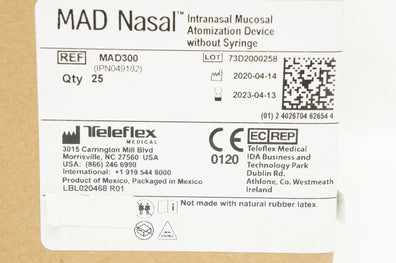 MAD Nasal™ Intranasal Mucosal
Atomization Device
without Syringe
REF MAD300
(IPN049182)
Qty 25
LOT 73D2000258
2020-04-14
2023-04-13
(01) 2 4026704 62654 4
Teleflex
MEDICAL
3015 Carrington Mill Blvd
Morrisville, NC 27560 USA
USA: (866) 246 6990
International: +1 919 544 8000
Product of Mexico, Packaged in Mexico
LBL020468 R01
CE
0120
EC REP
Teleflex Medical
IDA Business and
Technology Park
Dublin Rd.
Athlone, Co. Westmeath
Ireland
i Not made with natural rubber latex.